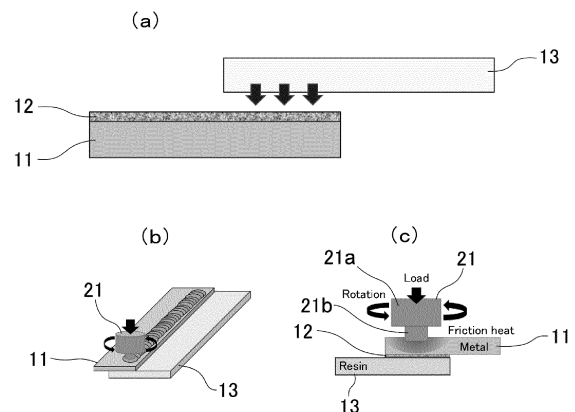 (a)
13
12
11
(b)
21
11
13
(c)
21a
Load
21
Rotation
21b
Friction heat
12
11
Metal
Resin
13